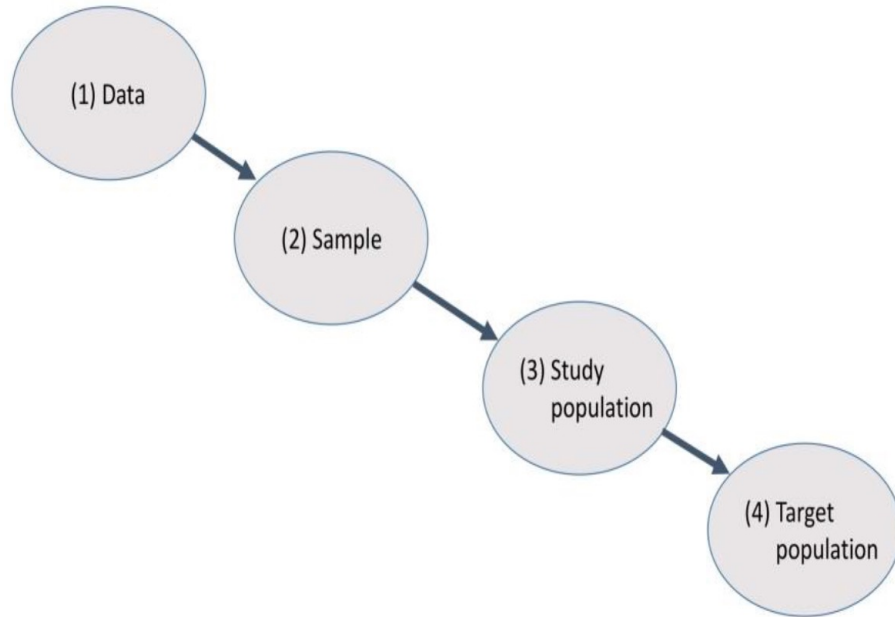 (1) Data
(2) Sample
(3) Study
population
(4) Target
population